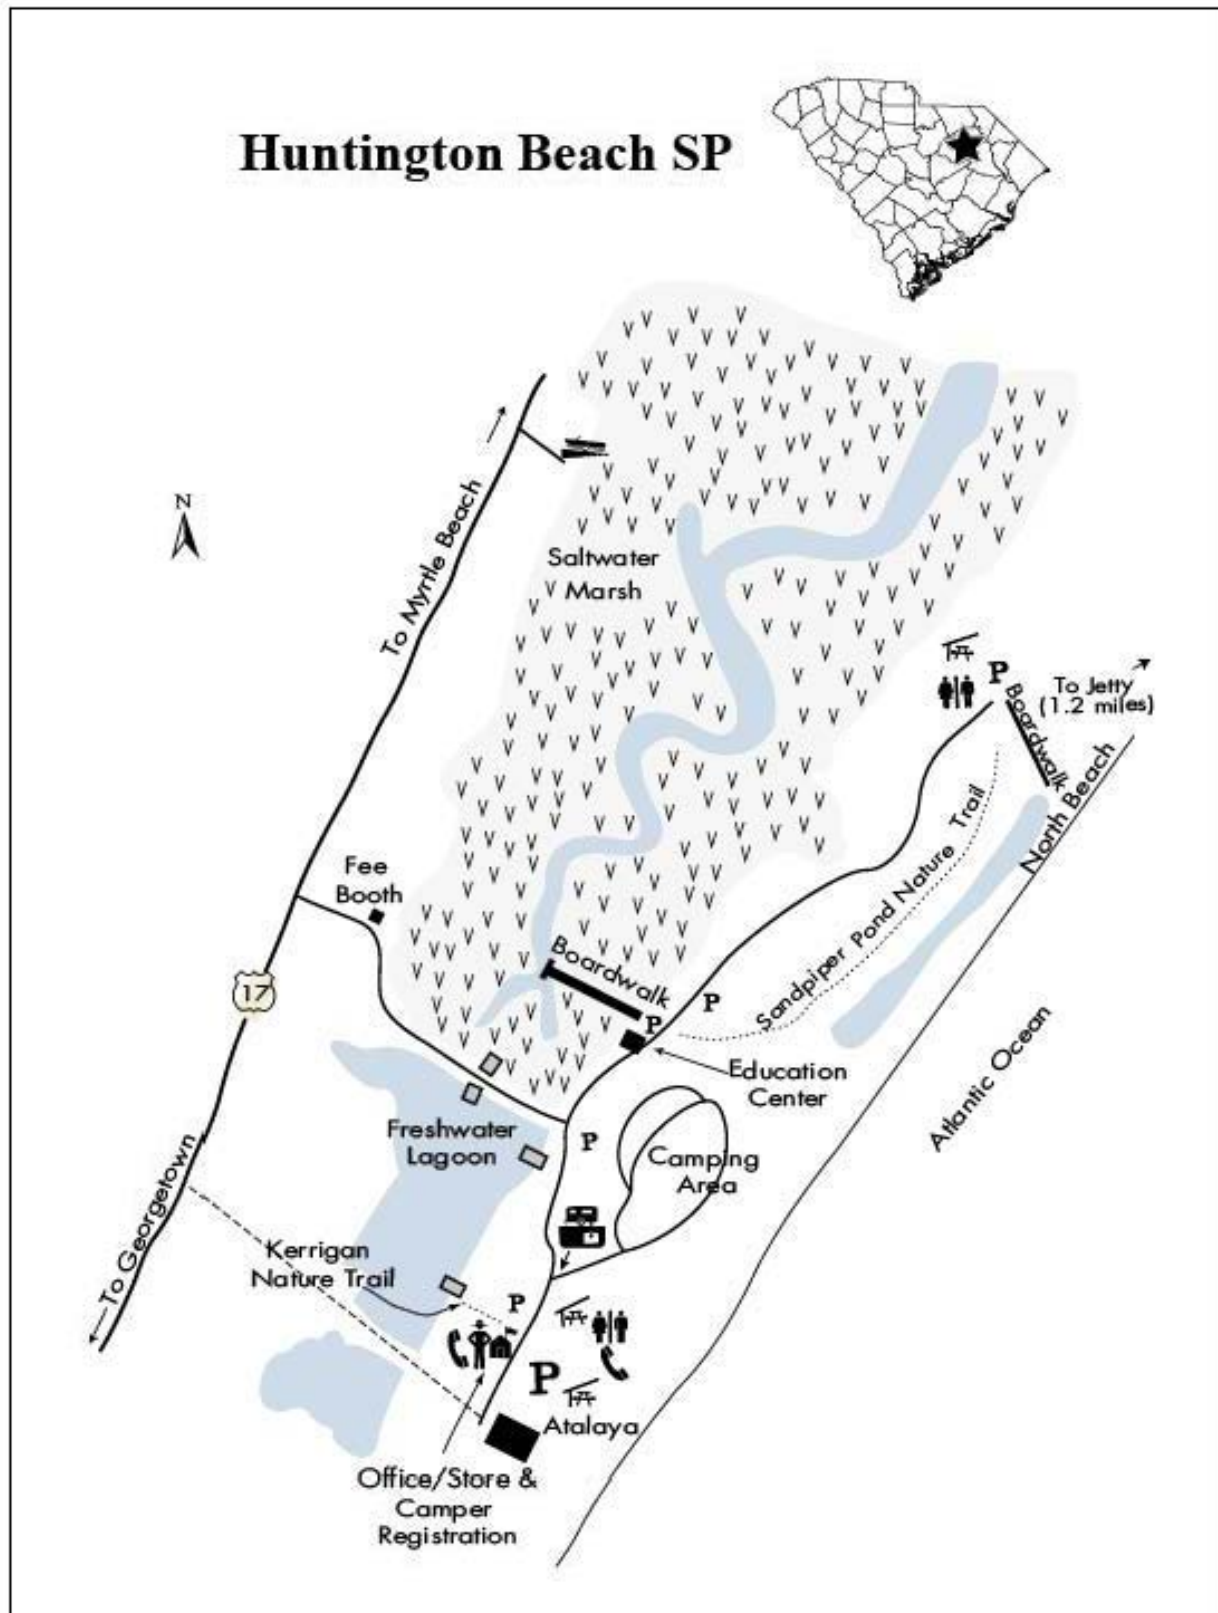 Huntington Beach SP
N
To Myrtle Beach
Saltwater
Marsh
P
To Jetty
(1.2 miles)
Boardwalk
North Beach
Sandpiper Pond Nature Trail
Fee
Booth
17
Boardwalk
P
P
Education
Center
Atlantic Ocean
Freshwater
Lagoon
P
Camping
Area
To Georgetown
Kerrigan
Nature Trail
P
P
Atalaya
Office/Store &
Camper
Registration